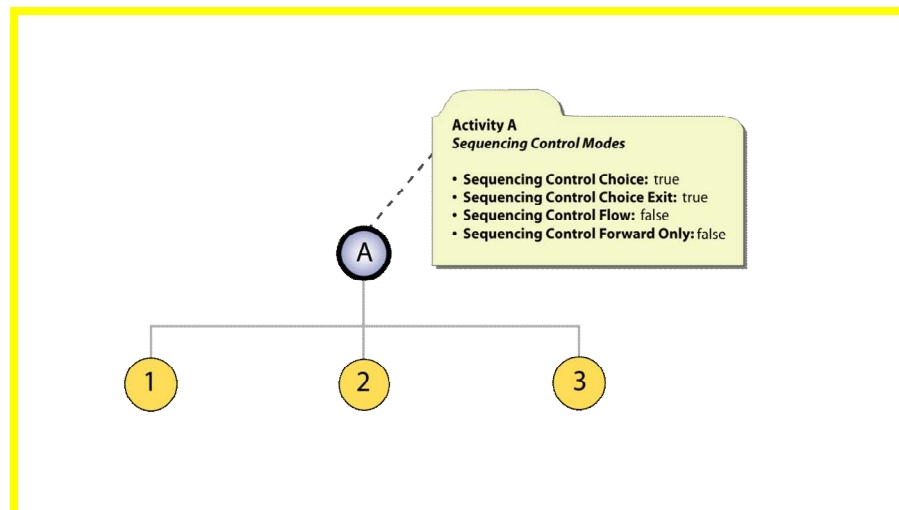 Activity A
Sequencing Control Modes
• Sequencing Control Choice: true
• Sequencing Control Choice Exit: true
• Sequencing Control Flow: false
• Sequencing Control Forward Only: false
A
1
2
3